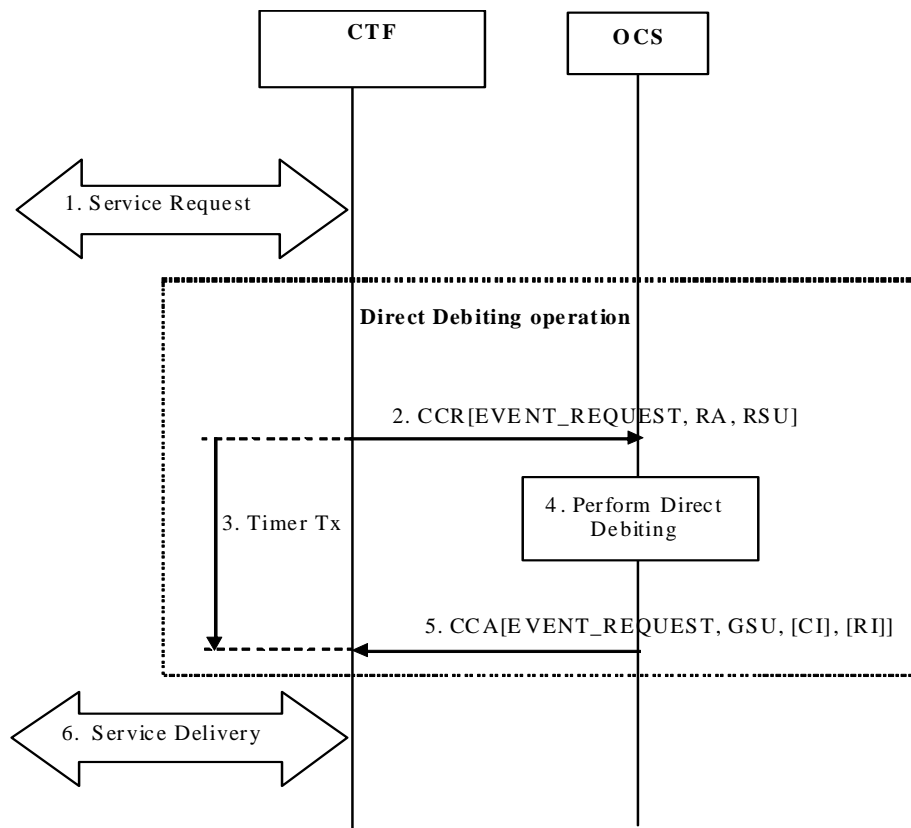 CTF
OCS
1. Service Request
Direct Debiting operation
2. CCR[EVENT_REQUEST, RA, RSU]
3. Timer Tx
4. Perform Direct
Debiting
5. CCA[EVENT_REQUEST, GSU, [CI], [RI]]
6. Service Delivery